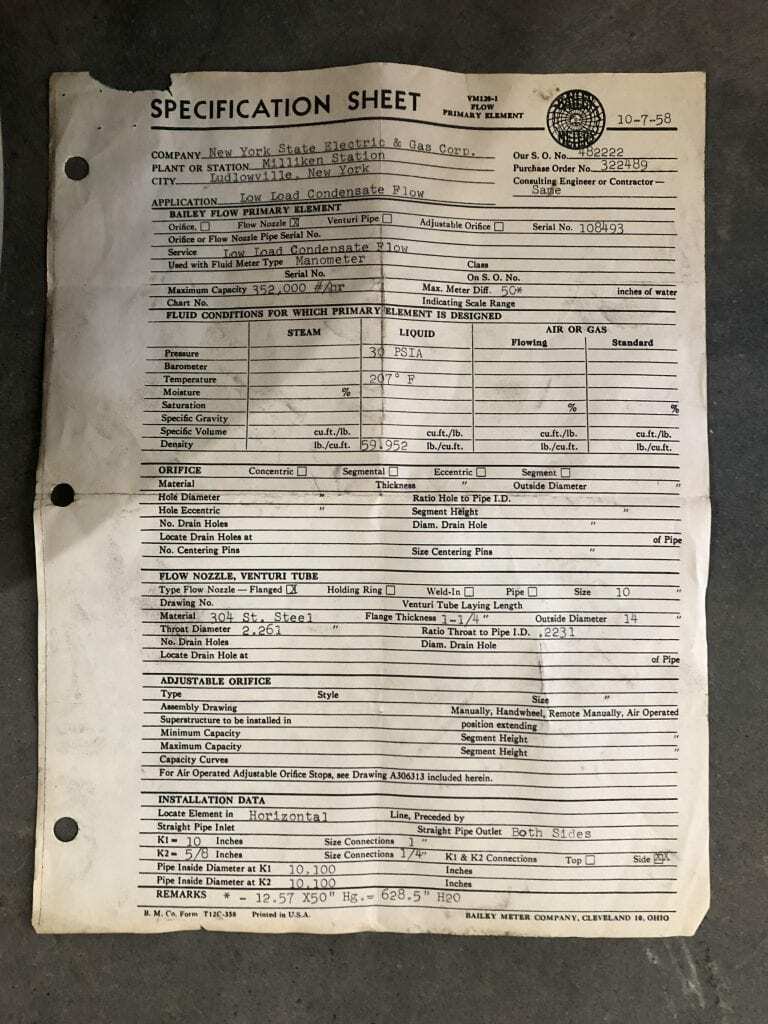 SPECIFICATION SHEET
VM128-1
FLOW
PRIMARY ELEMENT
BAILEY
METERS
10-7-58
COMPANY New York State Electric & Gas Corp.
PLANT OR STATION Milliken Station
CITY Ludlowville, New York
Our S. O. No. 482222
Purchase Order No. 322489
Consulting Engineer or Contractor—
Same
APPLICATION Low Load Condensate Flow
BAILEY FLOW PRIMARY ELEMENT
Orifice, ☐ Flow Nozzle ☒ Venturi Pipe ☐ Adjustable Orifice ☐ Serial No. 108493
Orifice or Flow Nozzle Pipe Serial No.
Service Low Load Condensate Flow
Used with Fluid Meter Type Manometer Class
Serial No. On S. O. No.
Maximum Capacity 352,000 #/hr Max. Meter Diff. 50* inches of water
Chart No. Indicating Scale Range
FLUID CONDITIONS FOR WHICH PRIMARY ELEMENT IS DESIGNED
STEAM LIQUID AIR OR GAS
Flowing Standard
Pressure 30 PSIA
Barometer
Temperature 207° F
Moisture %
Saturation % %
Specific Gravity
Specific Volume cu.ft./lb. cu.ft./lb. cu.ft./lb. cu.ft./lb.
Density lb./cu.ft. 59.952 lb./cu.ft. lb./cu.ft. lb./cu.ft.
ORIFICE Concentric ☐ Segmental ☐ Eccentric ☐ Segment ☐
Material Thickness " Outside Diameter "
Hole Diameter " Ratio Hole to Pipe I.D.
Hole Eccentric " Segment Height "
No. Drain Holes Diam. Drain Hole "
Locate Drain Holes at of Pipe
No. Centering Pins Size Centering Pins "
FLOW NOZZLE, VENTURI TUBE
Type Flow Nozzle — Flanged ☒ Holding Ring ☐ Weld-In ☐ Pipe ☐ Size 10 "
Drawing No. Venturi Tube Laying Length
Material 304 St. Steel Flange Thickness 1-1/4 " Outside Diameter 14 "
Throat Diameter 2.261 " Ratio Throat to Pipe I.D. .2231
No. Drain Holes Diam. Drain Hole
Locate Drain Hole at of Pipe
ADJUSTABLE ORIFICE
Type Style Size "
Assembly Drawing Manually, Handwheel, Remote Manually, Air Operated
Superstructure to be installed in position extending
Minimum Capacity Segment Height "
Maximum Capacity Segment Height "
Capacity Curves
For Air Operated Adjustable Orifice Stops, see Drawing A306313 included herein.
INSTALLATION DATA
Locate Element in Horizontal Line, Preceded by
Straight Pipe Inlet Straight Pipe Outlet Both Sides
K1= 10 Inches Size Connections 1 "
K2= 5/8 Inches Size Connections 1/4" K1 & K2 Connections Top ☐ Side ☒
Pipe Inside Diameter at K1 10.100 Inches
Pipe Inside Diameter at K2 10.100 Inches
REMARKS * - 12.57 X50" Hg.= 628.5" H2O
B. M. Co. Form T12C-358 Printed in U.S.A. BAILEY METER COMPANY, CLEVELAND 10, OHIO